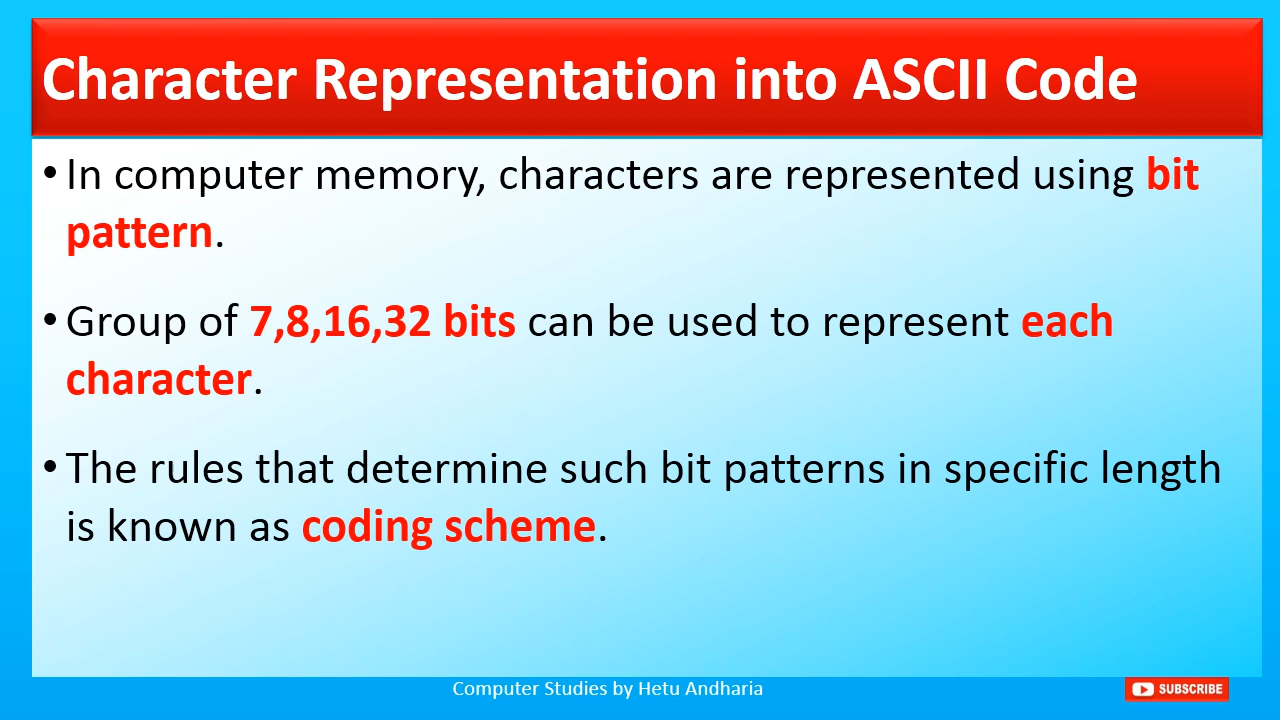 Character Representation into ASCII Code
• In computer memory, characters are represented using bit
pattern.
• Group of 7,8,16,32 bits can be used to represent each
character.
• The rules that determine such bit patterns in specific length
is known as coding scheme.
Computer Studies by Hetu Andharia
SUBSCRIBE